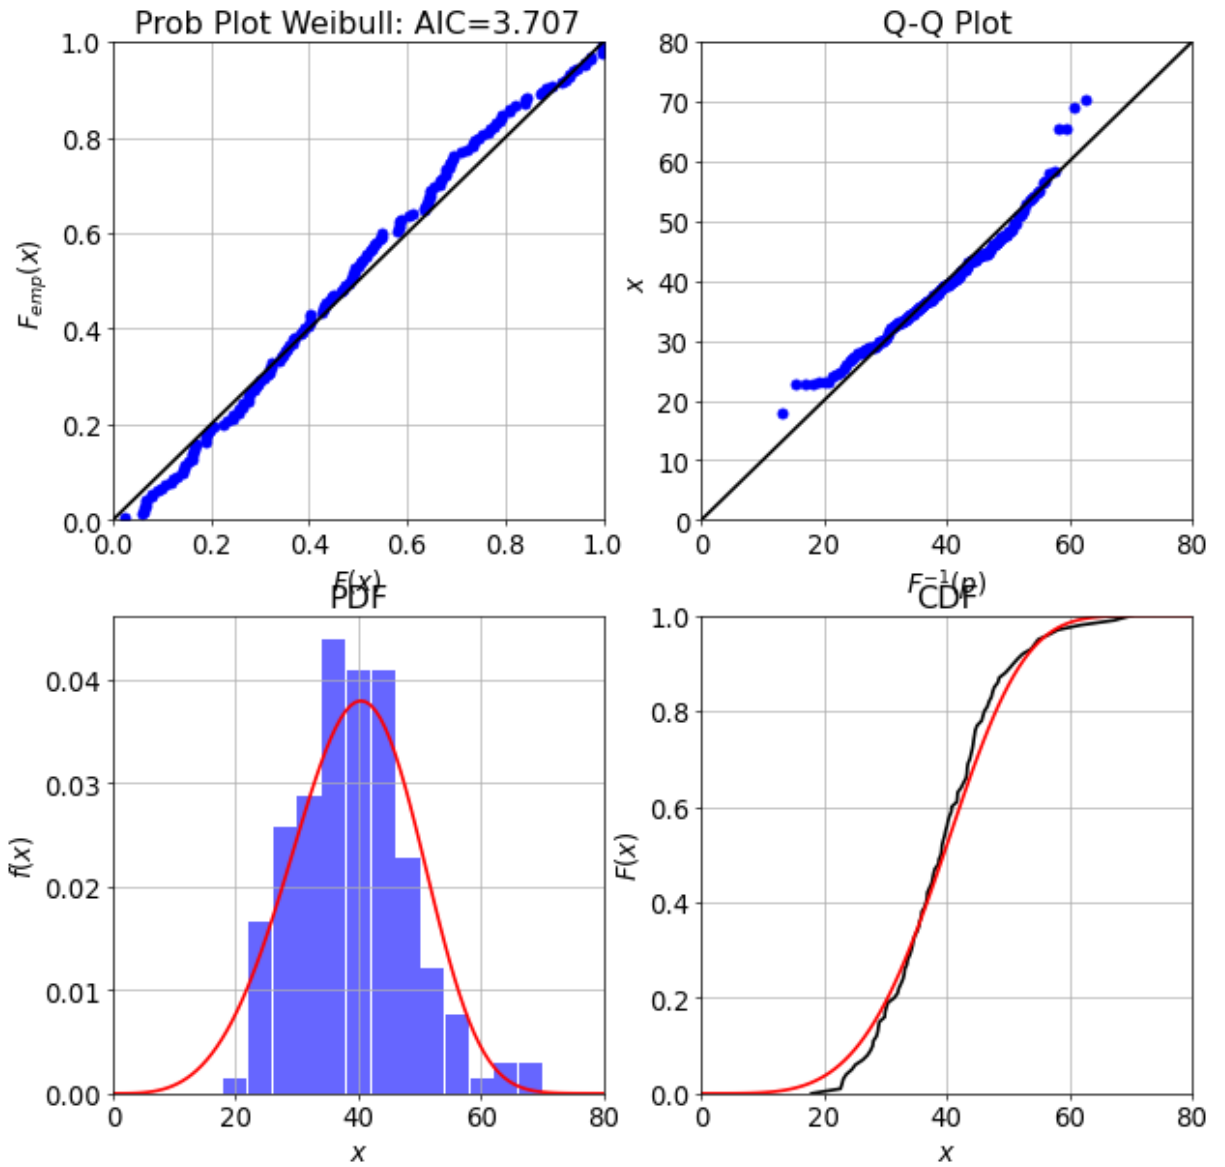 Prob Plot Weibull: AIC=3.707
1.0
0.8
0.6
0.4
0.2
0.0
F_emp(x)
0.0 0.2 0.4 0.6 0.8 1.0
F(x)
Q-Q Plot
80
70
60
50
40
30
20
10
0
x
0 20 40 60 80
F⁻¹(p)
PDF
0.04
0.03
0.02
0.01
0.00
f(x)
0 20 40 60 80
x
CDF
1.0
0.8
0.6
0.4
0.2
0.0
F(x)
0 20 40 60 80
x